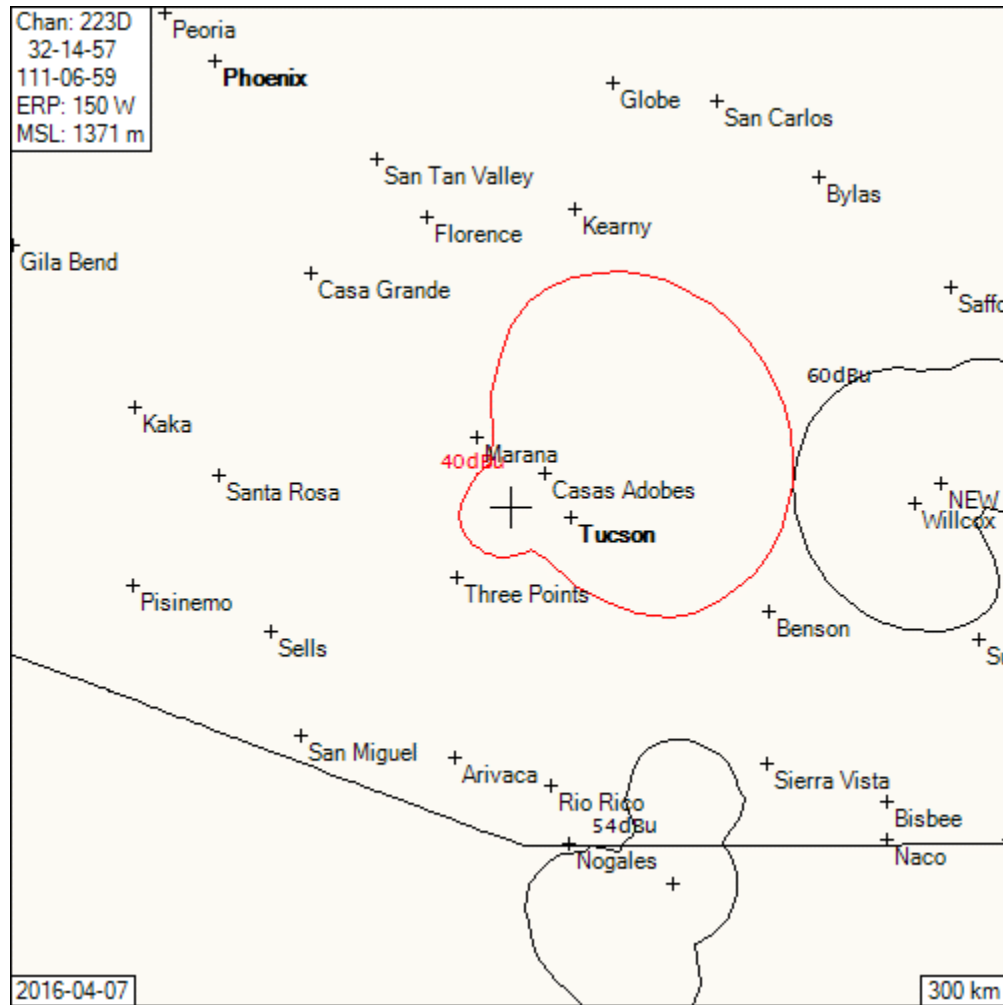 Chan: 223D
32-14-57
111-06-59
ERP: 150 W
MSL: 1371 m
Peoria
Phoenix
Globe
San Carlos
San Tan Valley
Bylas
Florence
Kearny
Gila Bend
Casa Grande
Saffo
60dBu
Kaka
Marana
40dBu
Santa Rosa
Casas Adobes
NEW
Willcox
Tucson
Pisinemo
Three Points
Benson
Sells
San Miguel
Arivaca
Sierra Vista
Rio Rico
Bisbee
54dBu
Nogales
Naco
2016-04-07
300 km